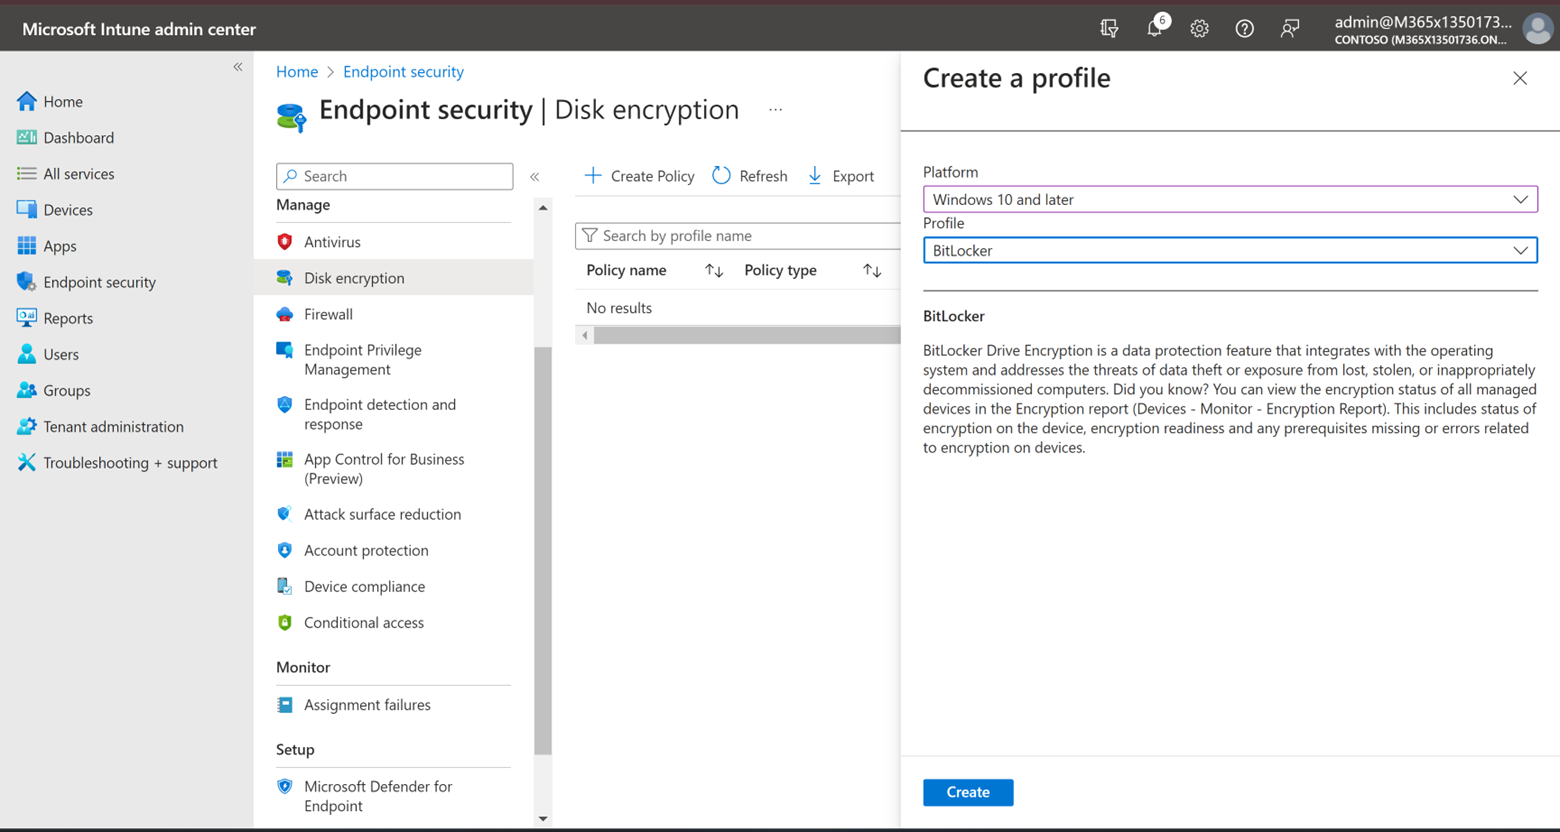 Microsoft Intune admin center
6
admin@M365x1350173...
CONTOSO (M365X13501736.ON...
«
Home
Dashboard
All services
Devices
Apps
Endpoint security
Reports
Users
Groups
Tenant administration
Troubleshooting + support
Home > Endpoint security
Endpoint security | Disk encryption ...
Search
«
Manage
Antivirus
Disk encryption
Firewall
Endpoint Privilege
Management
Endpoint detection and
response
App Control for Business
(Preview)
Attack surface reduction
Account protection
Device compliance
Conditional access
Monitor
Assignment failures
Setup
Microsoft Defender for
Endpoint
+ Create Policy Refresh Export
Search by profile name
Policy name ↑↓ Policy type ↑↓
No results
Create a profile
Platform
Windows 10 and later
Profile
BitLocker
BitLocker
BitLocker Drive Encryption is a data protection feature that integrates with the operating
system and addresses the threats of data theft or exposure from lost, stolen, or inappropriately
decommissioned computers. Did you know? You can view the encryption status of all managed
devices in the Encryption report (Devices - Monitor - Encryption Report). This includes status of
encryption on the device, encryption readiness and any prerequisites missing or errors related
to encryption on devices.
Create